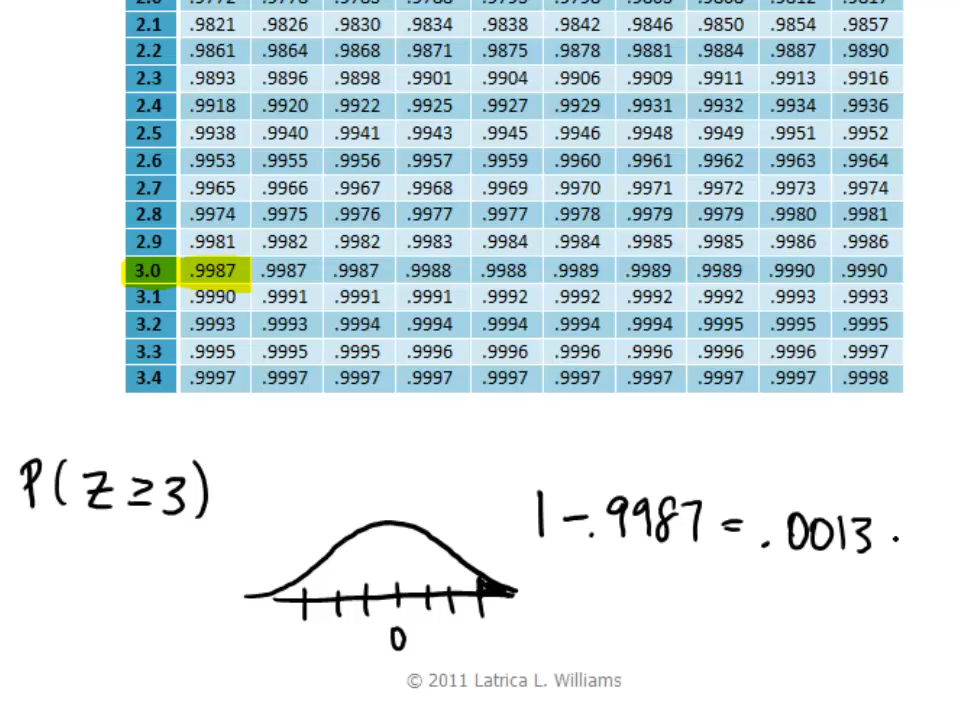 2.1 .9821 .9826 .9830 .9834 .9838 .9842 .9846 .9850 .9854 .9857
2.2 .9861 .9864 .9868 .9871 .9875 .9878 .9881 .9884 .9887 .9890
2.3 .9893 .9896 .9898 .9901 .9904 .9906 .9909 .9911 .9913 .9916
2.4 .9918 .9920 .9922 .9925 .9927 .9929 .9931 .9932 .9934 .9936
2.5 .9938 .9940 .9941 .9943 .9945 .9946 .9948 .9949 .9951 .9952
2.6 .9953 .9955 .9956 .9957 .9959 .9960 .9961 .9962 .9963 .9964
2.7 .9965 .9966 .9967 .9968 .9969 .9970 .9971 .9972 .9973 .9974
2.8 .9974 .9975 .9976 .9977 .9977 .9978 .9979 .9979 .9980 .9981
2.9 .9981 .9982 .9982 .9983 .9984 .9984 .9985 .9985 .9986 .9986
3.0 .9987 .9987 .9987 .9988 .9988 .9989 .9989 .9989 .9990 .9990
3.1 .9990 .9991 .9991 .9991 .9992 .9992 .9992 .9992 .9993 .9993
3.2 .9993 .9993 .9994 .9994 .9994 .9994 .9994 .9995 .9995 .9995
3.3 .9995 .9995 .9995 .9996 .9996 .9996 .9996 .9996 .9996 .9997
3.4 .9997 .9997 .9997 .9997 .9997 .9997 .9997 .9997 .9997 .9998
P(Z≥3)
1-.9987 = .0013.
0
© 2011 Latrica L. Williams